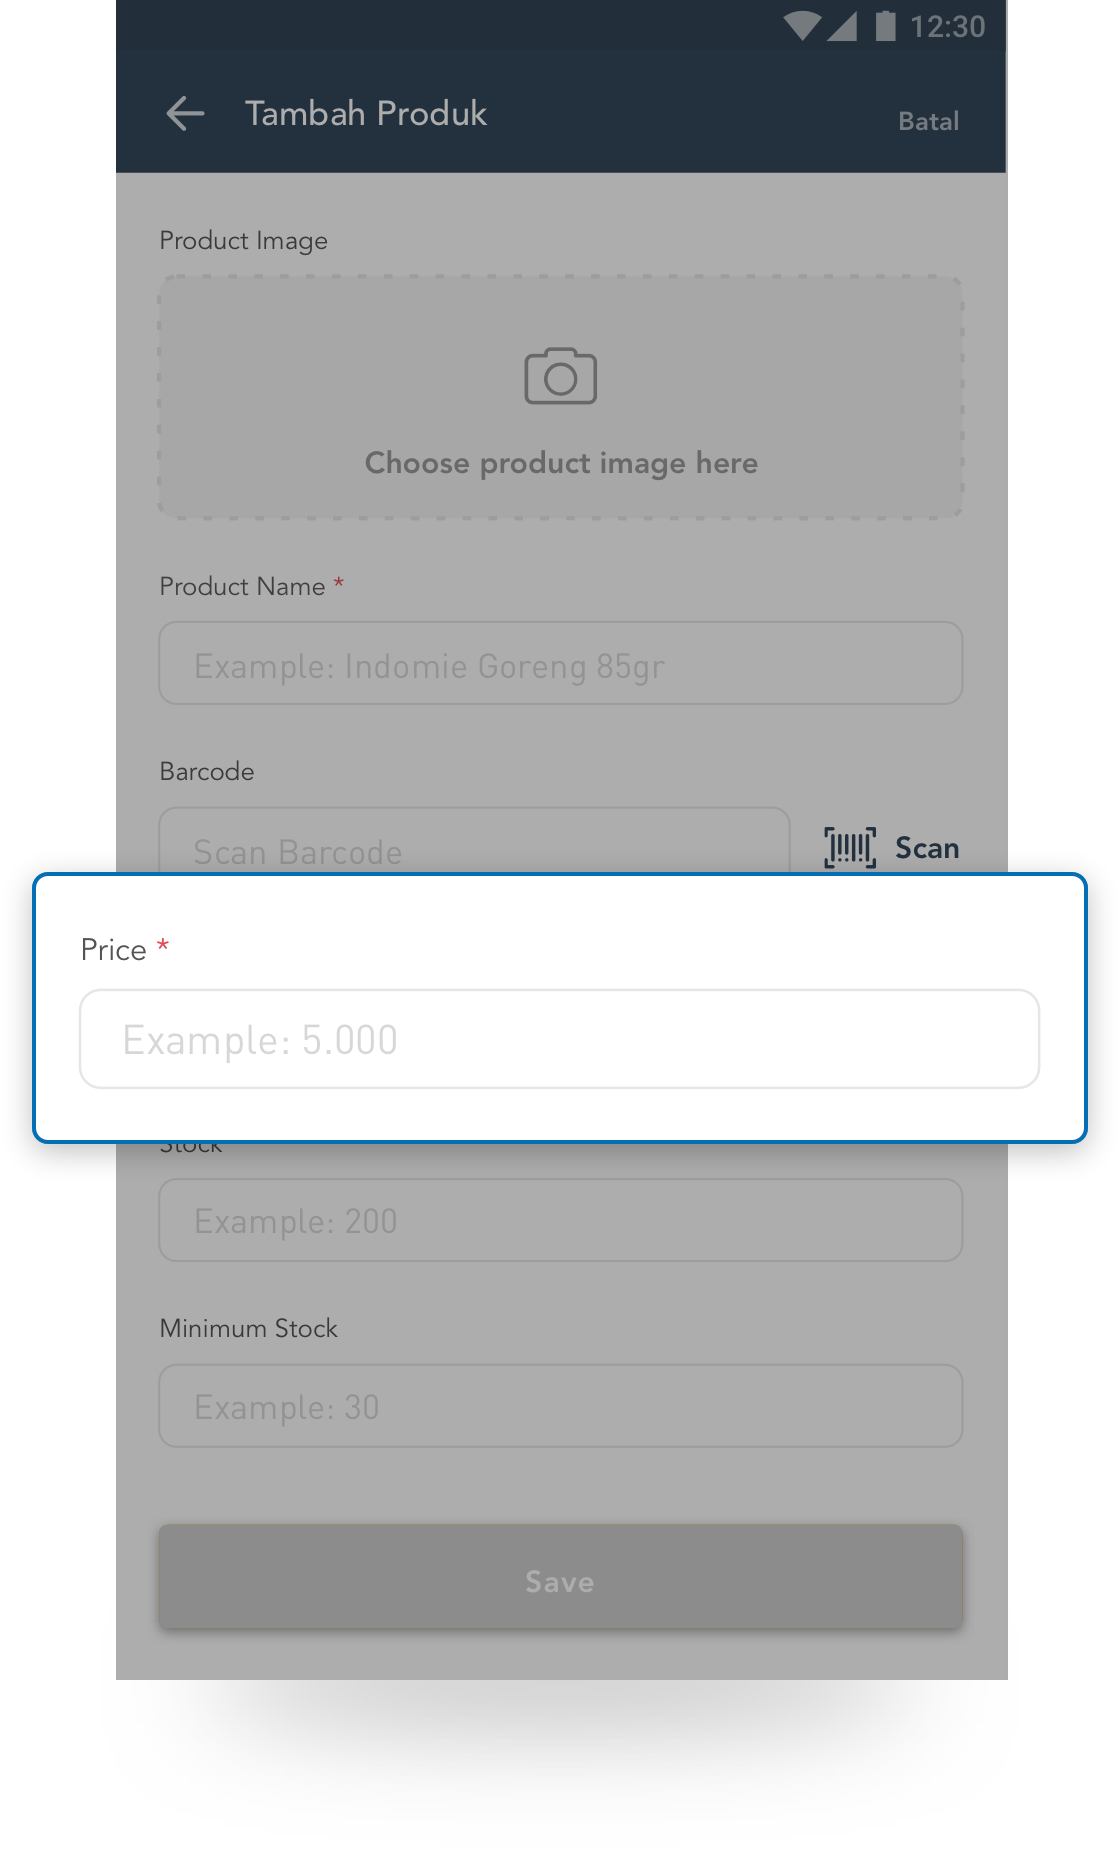 12:30
Tambah Produk
Batal
Product Image
Choose product image here
Product Name *
Example: Indomie Goreng 85gr
Barcode
Scan Barcode
Scan
Price *
Example: 5.000
Stock
Example: 200
Minimum Stock
Example: 30
Save